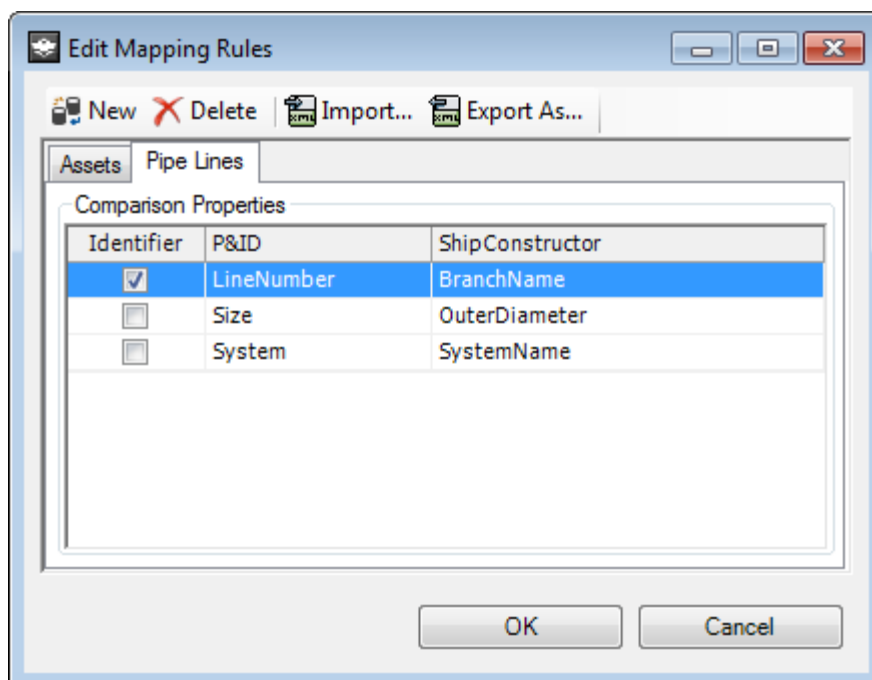 Edit Mapping Rules
New Delete Import... Export As...
Assets Pipe Lines
Comparison Properties
Identifier P&ID ShipConstructor
LineNumber BranchName
Size OuterDiameter
System SystemName
OK Cancel